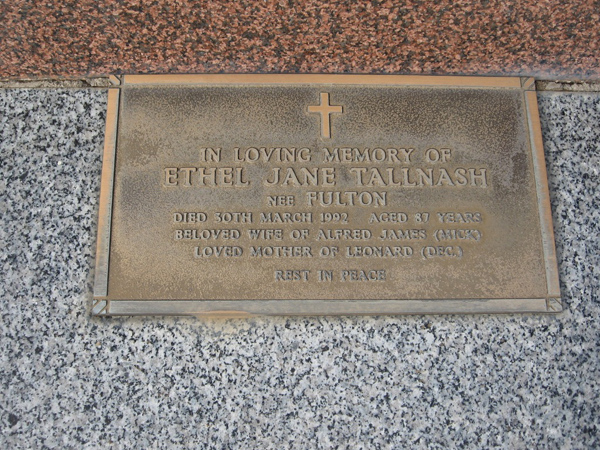 IN LOVING MEMORY OF
ETHEL JANE TALLNASH
NEE FULTON
DIED 30TH MARCH 1992 AGED 87 YEARS
BELOVED WIFE OF ALFRED JAMES (MICK)
LOVED MOTHER OF LEONARD (DEC.)
REST IN PEACE